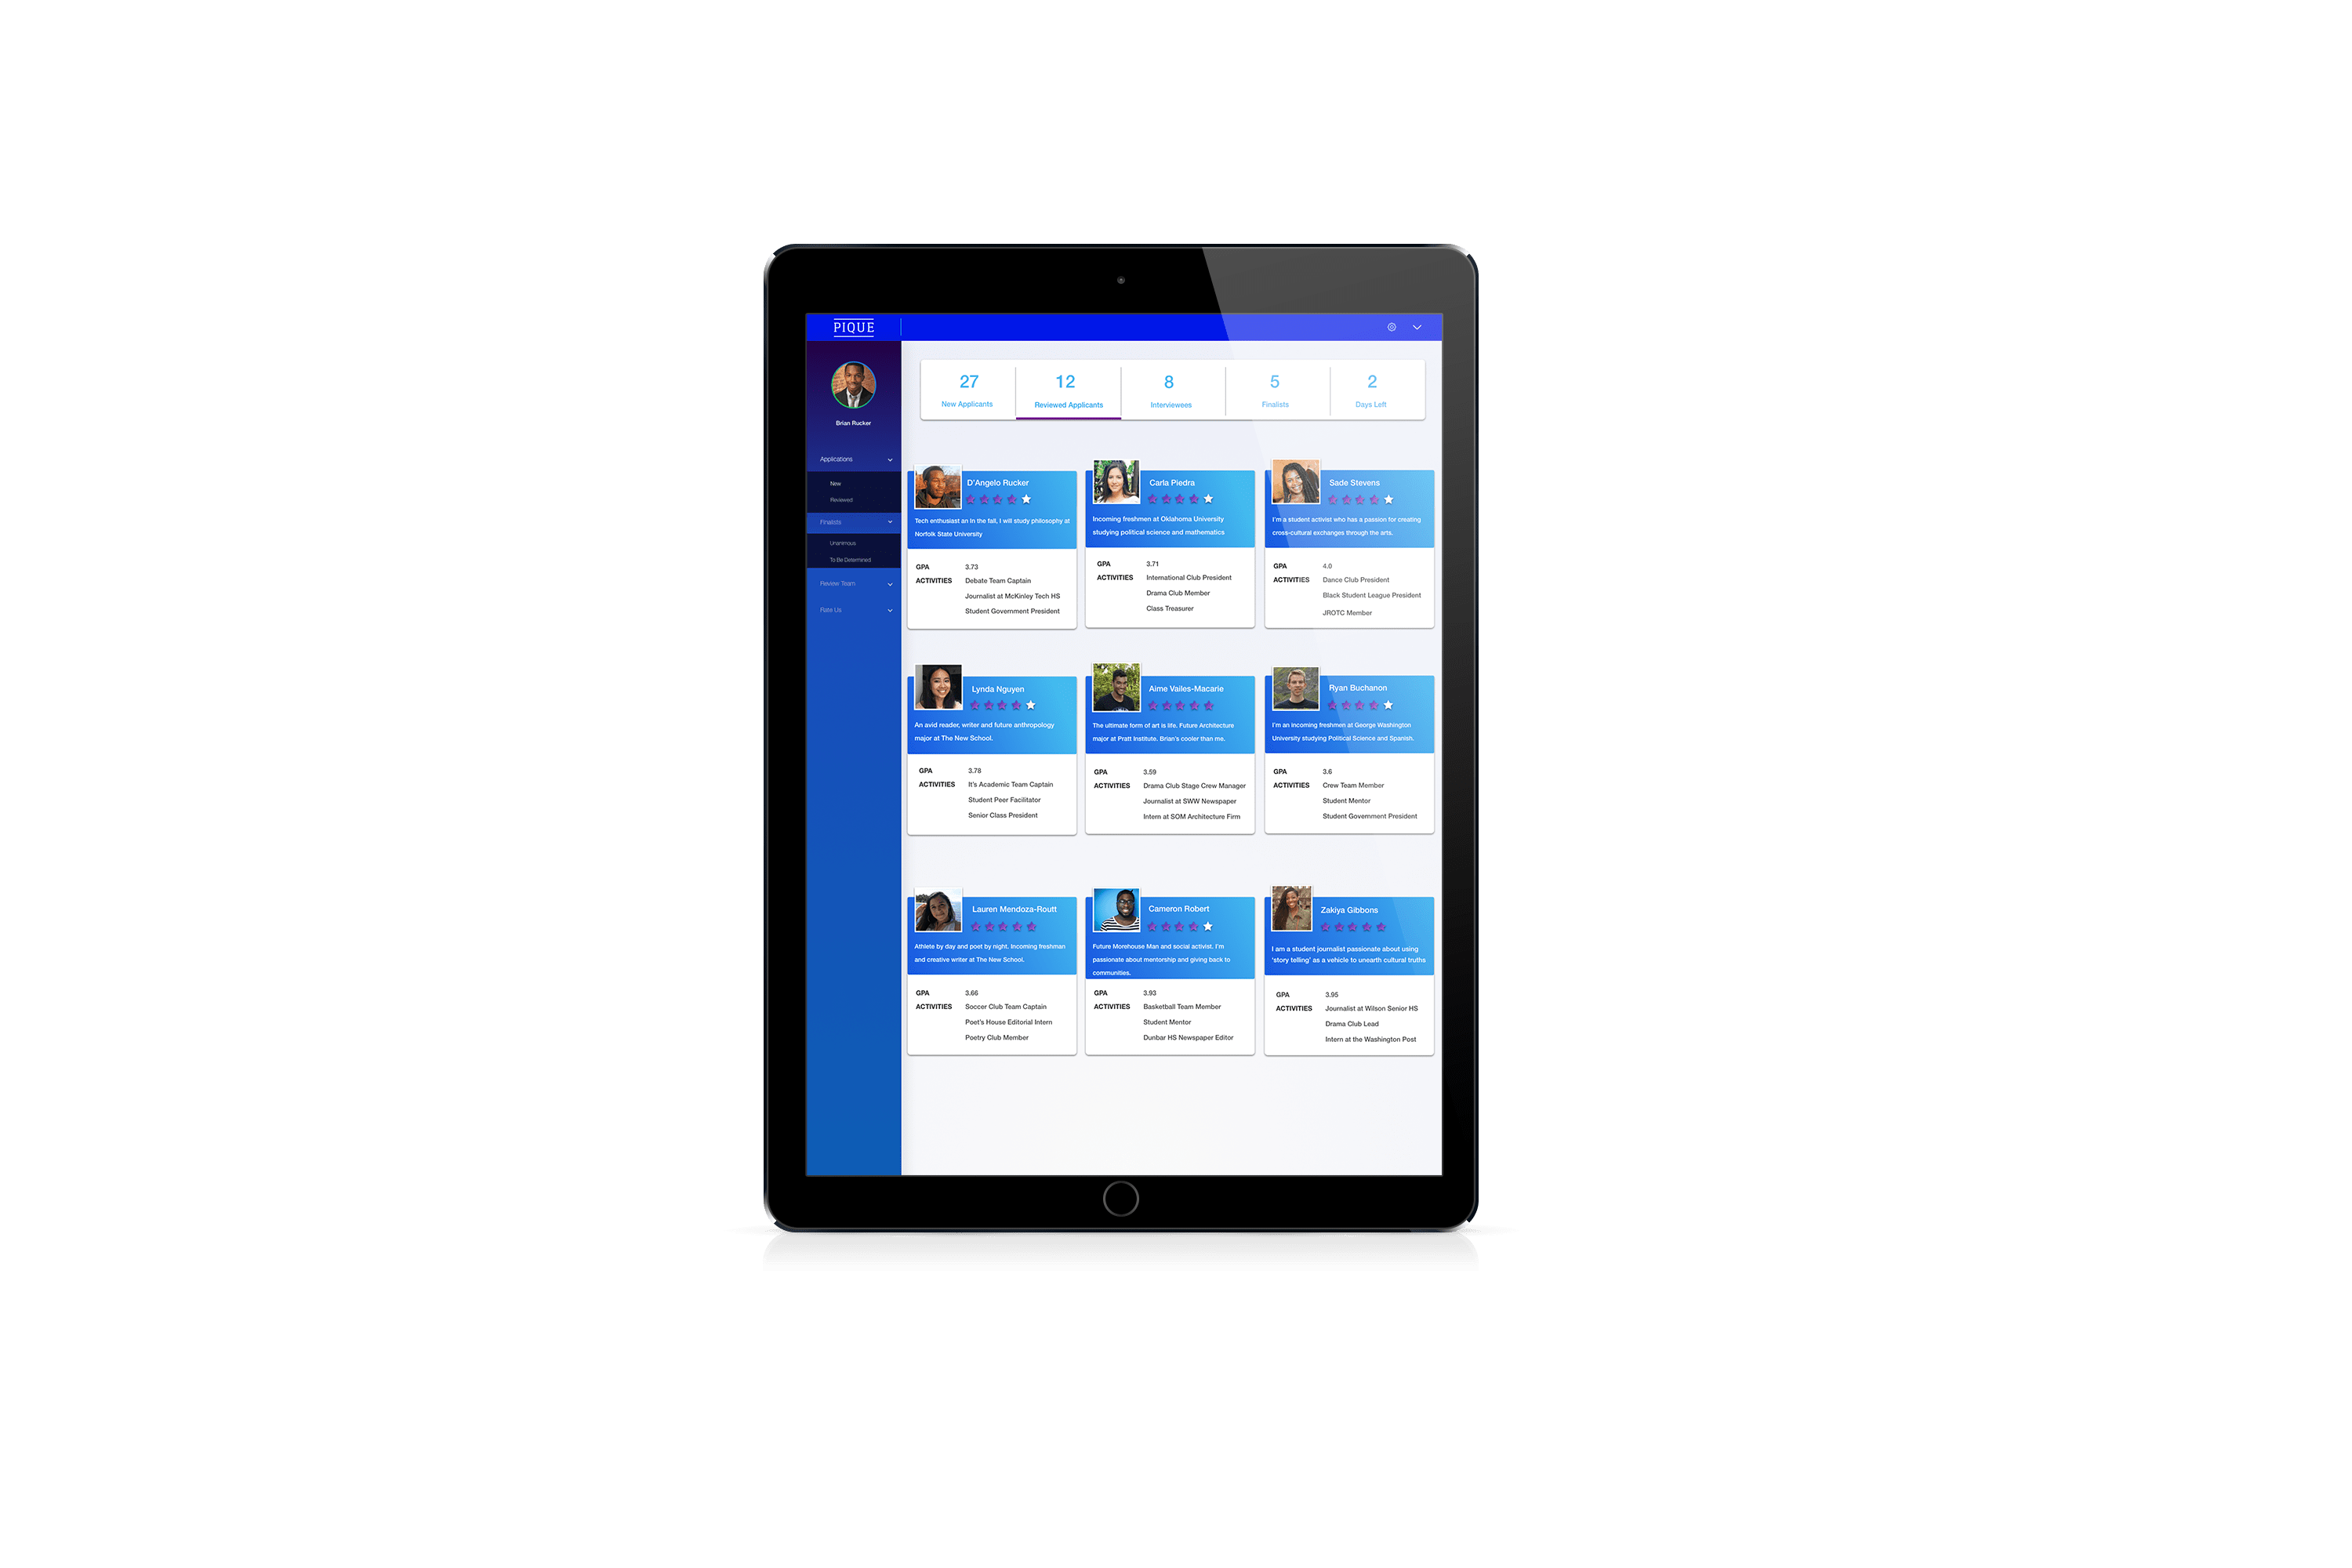 PIQUE
Brian Rucker
Applications
New
Reviewed
Finalists
Unanimous
To Be Determined
Review Team
Rate Us
27
New Applicants
12
Reviewed Applicants
8
Interviewees
5
Finalists
2
Days Left
D'Angelo Rucker
Tech enthusiast an In the fall, I will study philosophy at
Norfolk State University
GPA 3.73
ACTIVITIES Debate Team Captain
Journalist at McKinley Tech HS
Student Government President
Carla Piedra
Incoming freshmen at Oklahoma University
studying political science and mathematics
GPA 3.71
ACTIVITIES International Club President
Drama Club Member
Class Treasurer
Sade Stevens
I'm a student activist who has a passion for creating
cross-cultural exchanges through the arts.
GPA 4.0
ACTIVITIES Dance Club President
Black Student League President
JROTC Member
Lynda Nguyen
An avid reader, writer and future anthropology
major at The New School.
GPA 3.78
ACTIVITIES It's Academic Team Captain
Student Peer Facilitator
Senior Class President
Aime Vailes-Macarie
The ultimate form of art is life. Future Architecture
major at Pratt Institute. Brian's cooler than me.
GPA 3.59
ACTIVITIES Drama Club Stage Crew Manager
Journalist at SWW Newspaper
Intern at SOM Architecture Firm
Ryan Buchanon
I'm an incoming freshmen at George Washington
University studying Political Science and Spanish.
GPA 3.6
ACTIVITIES Crew Team Member
Student Mentor
Student Government President
Lauren Mendoza-Routt
Athlete by day and poet by night. Incoming freshman
and creative writer at The New School.
GPA 3.66
ACTIVITIES Soccer Club Team Captain
Poet's House Editorial Intern
Poetry Club Member
Cameron Robert
Future Morehouse Man and social activist. I'm
passionate about mentorship and giving back to
communities.
GPA 3.93
ACTIVITIES Basketball Team Member
Student Mentor
Dunbar HS Newspaper Editor
Zakiya Gibbons
I am a student journalist passionate about using
'story telling' as a vehicle to unearth cultural truths
GPA 3.95
ACTIVITIES Journalist at Wilson Senior HS
Drama Club Lead
Intern at the Washington Post